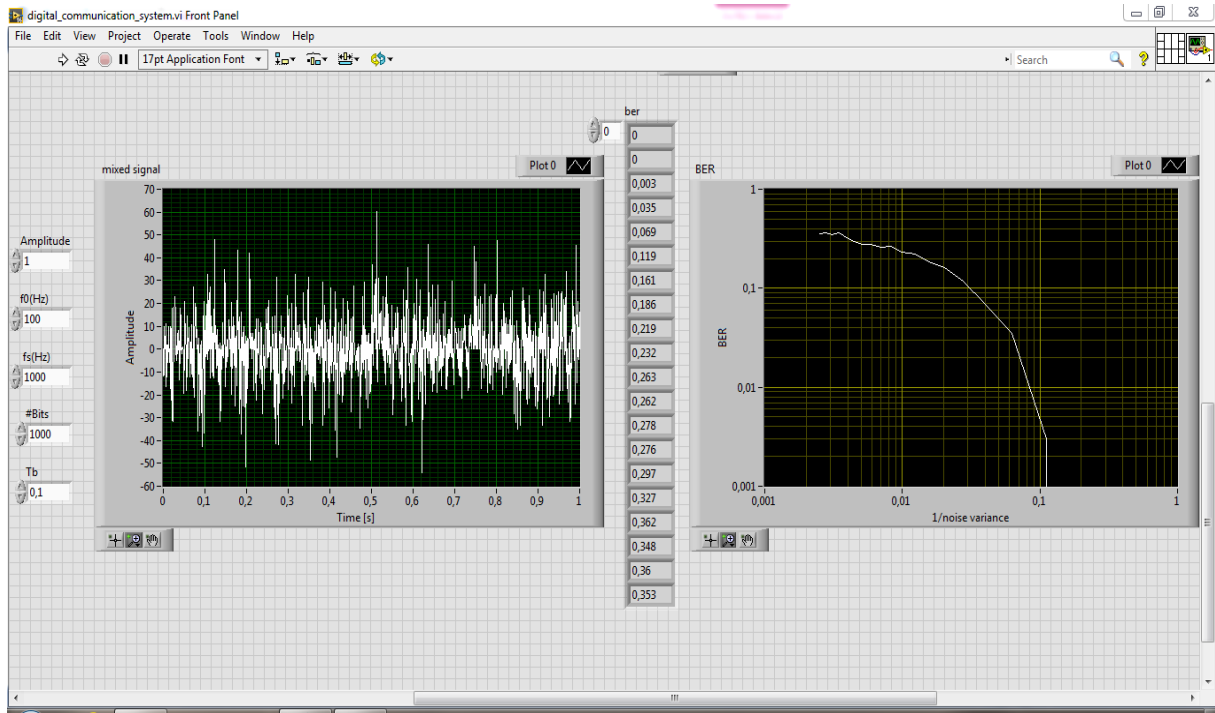 digital_communication_system.vi Front Panel
File Edit View Project Operate Tools Window Help
17pt Application Font
Search
1
ber
0
0
0
0,003
0,035
0,069
0,119
0,161
0,186
0,219
0,232
0,263
0,262
0,278
0,276
0,297
0,327
0,362
0,348
0,36
0,353
Amplitude
1
f0(Hz)
100
fs(Hz)
1000
#Bits
1000
Tb
0,1
mixed signal
Plot 0
Amplitude
70
60
50
40
30
20
10
0
-10
-20
-30
-40
-50
-60
0 0,1 0,2 0,3 0,4 0,5 0,6 0,7 0,8 0,9 1
Time [s]
BER
Plot 0
BER
1
0,1
0,01
0,001
0,001 0,01 0,1 1
1/noise variance